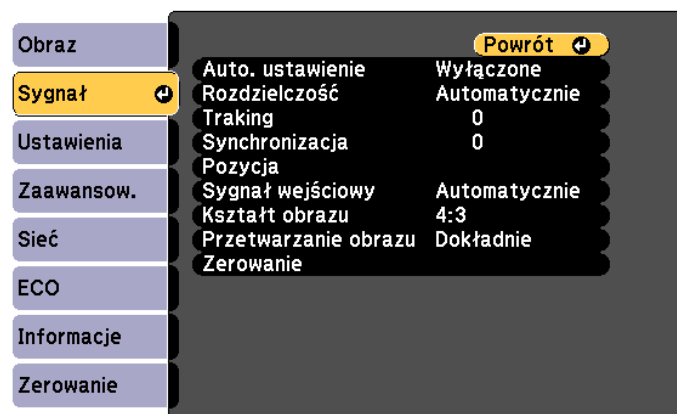 Obraz
Sygnał
Ustawienia
Zaawansow.
Sieć
ECO
Informacje
Zerowanie
Powrót
Auto. ustawienie Wyłączone
Rozdzielczość Automatycznie
Traking 0
Synchronizacja 0
Pozycja
Sygnał wejściowy Automatycznie
Kształt obrazu 4:3
Przetwarzanie obrazu Dokładnie
Zerowanie